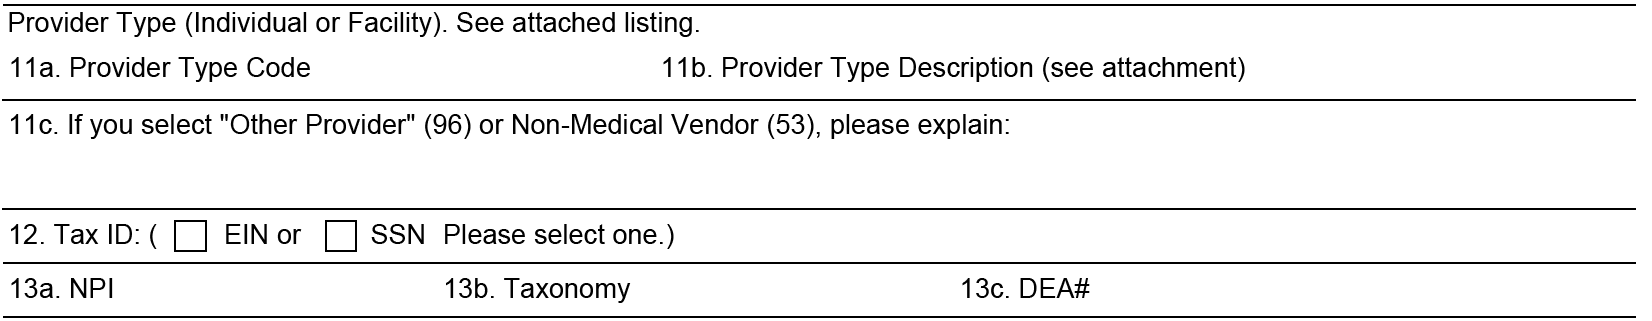 Provider Type (Individual or Facility). See attached listing.
11a. Provider Type Code 11b. Provider Type Description (see attachment)
11c. If you select "Other Provider" (96) or Non-Medical Vendor (53), please explain:
12. Tax ID: ( EIN or SSN Please select one.)
13a. NPI 13b. Taxonomy 13c. DEA#